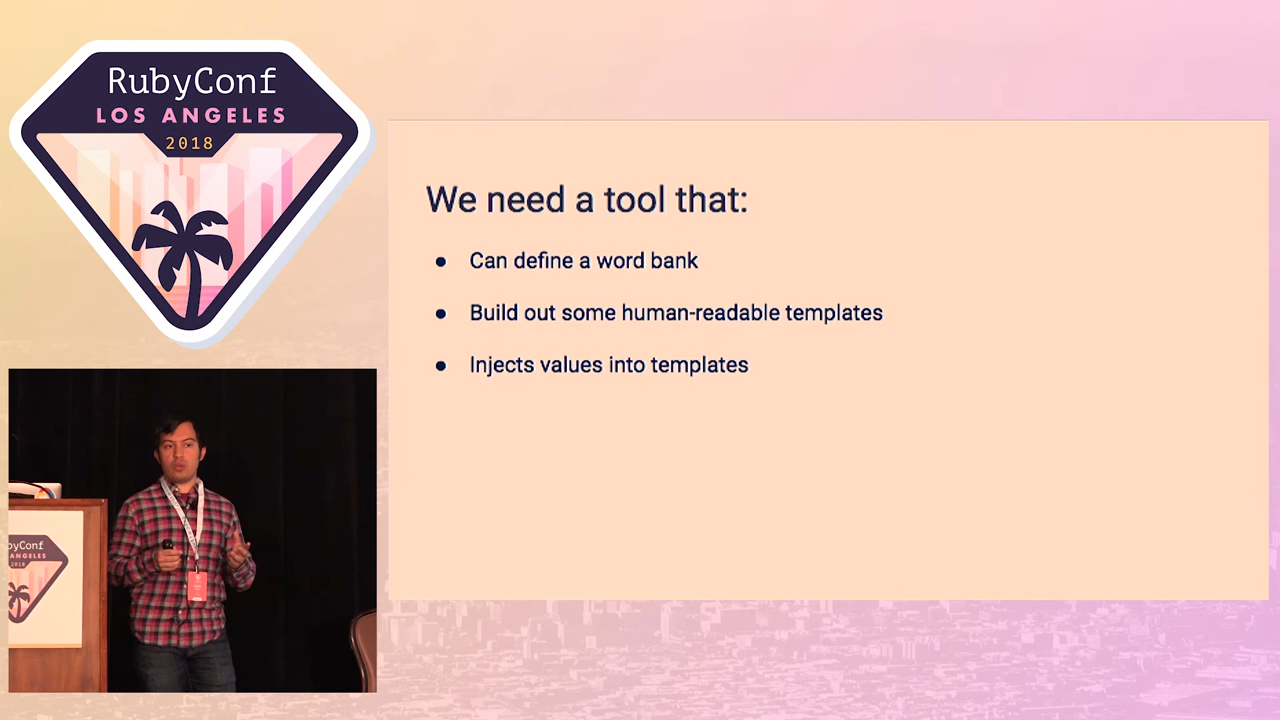 RubyConf
LOS ANGELES
2018
We need a tool that:
● Can define a word bank
● Build out some human-readable templates
● Injects values into templates
byConf
ANGELES
2018